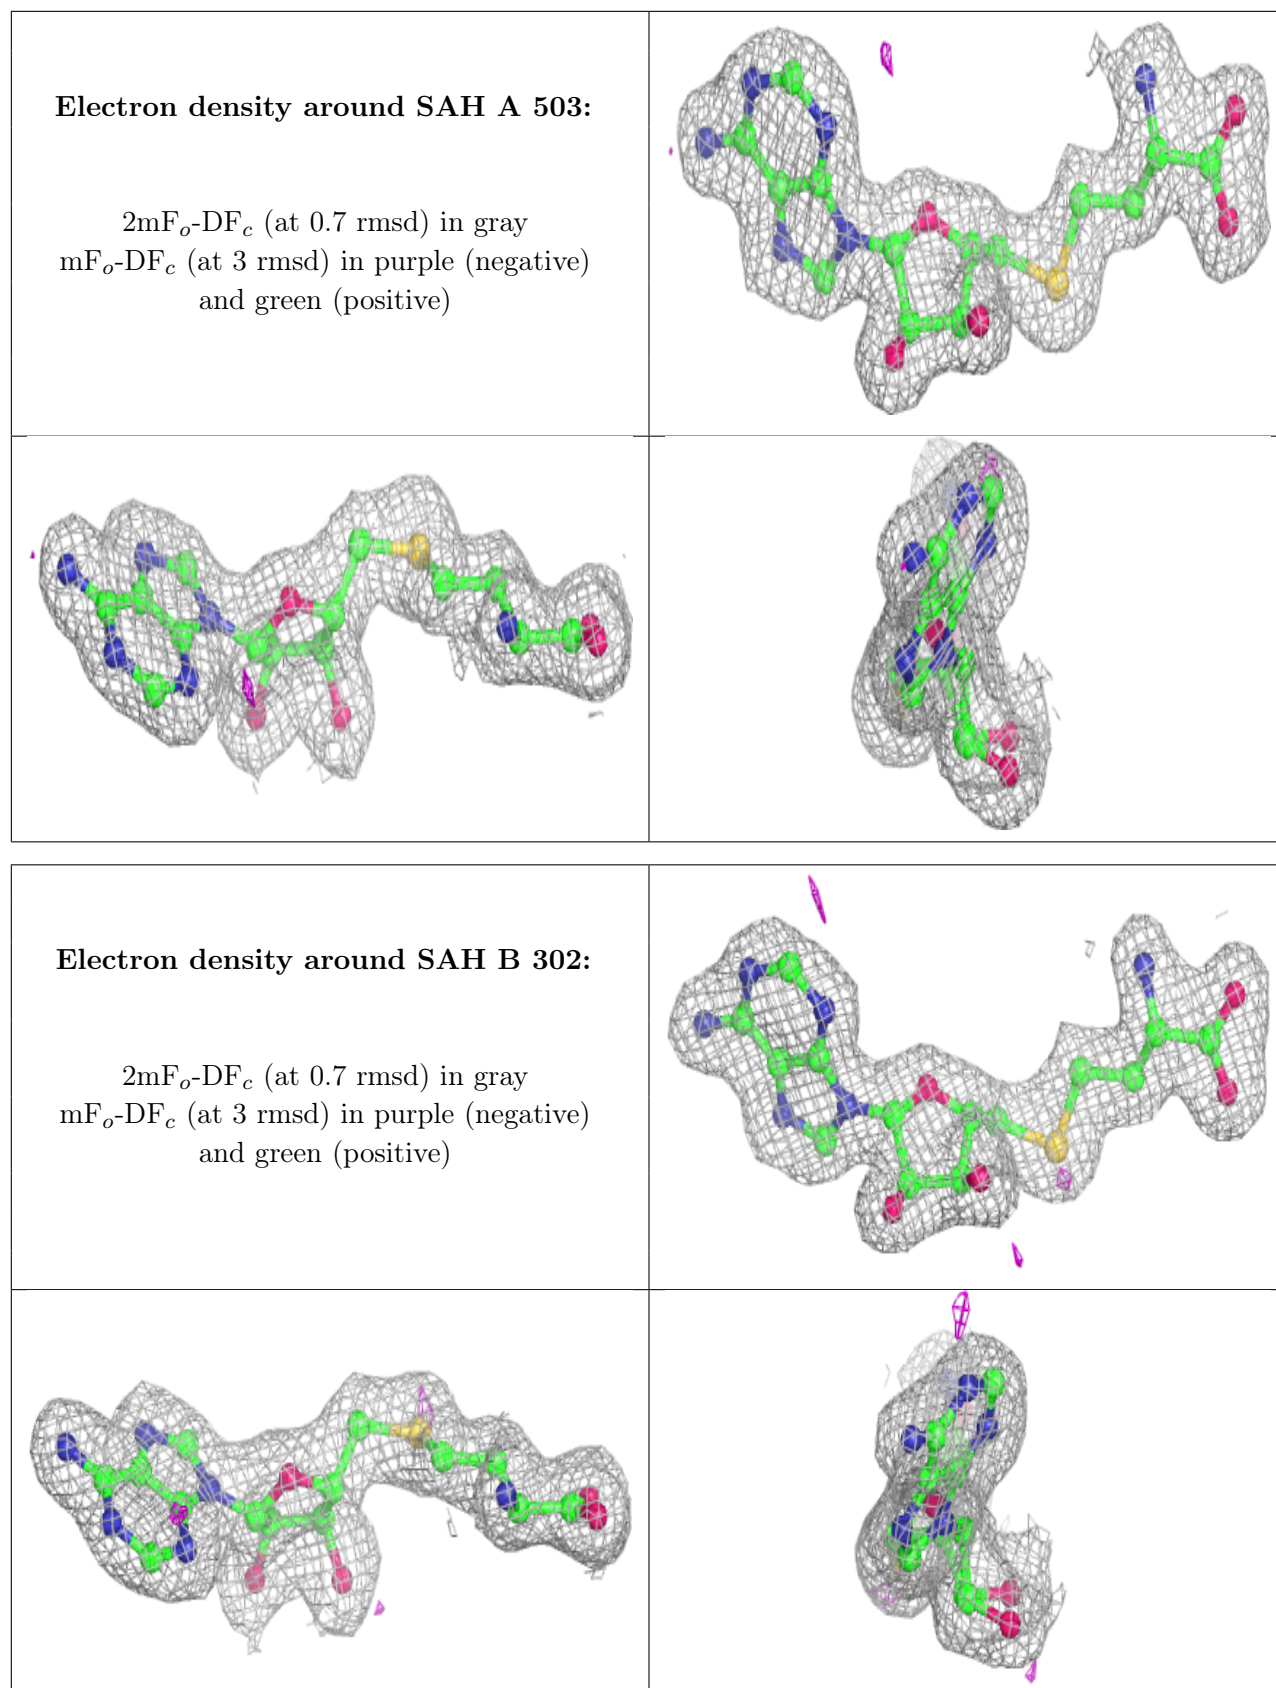 Electron density around SAH A 503:
2mFₒ-DF𝒸 (at 0.7 rmsd) in gray
mFₒ-DF𝒸 (at 3 rmsd) in purple (negative)
and green (positive)
Electron density around SAH B 302:
2mFₒ-DF𝒸 (at 0.7 rmsd) in gray
mFₒ-DF𝒸 (at 3 rmsd) in purple (negative)
and green (positive)